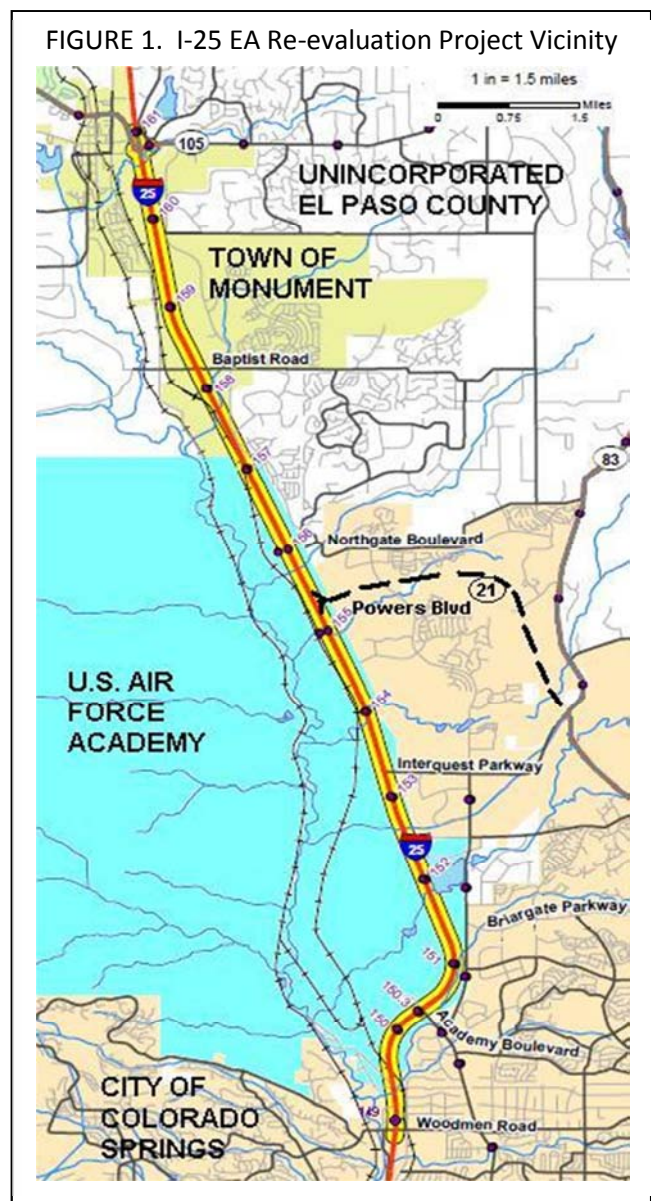 FIGURE 1. I-25 EA Re-evaluation Project Vicinity
1 in = 1.5 miles
Miles
0 0.75 1.5
161
105
UNINCORPORATED
EL PASO COUNTY
25
160
TOWN OF
MONUMENT
159
Baptist Road
158
157
83
156
Northgate Boulevard
21
Powers Blvd
155
U.S. AIR
FORCE
ACADEMY
154
Interquest Parkway
153
25
152
Briargate Parkway
151
150.3
150
Academy Boulevard
CITY OF
COLORADO
SPRINGS
149
Woodmen Road